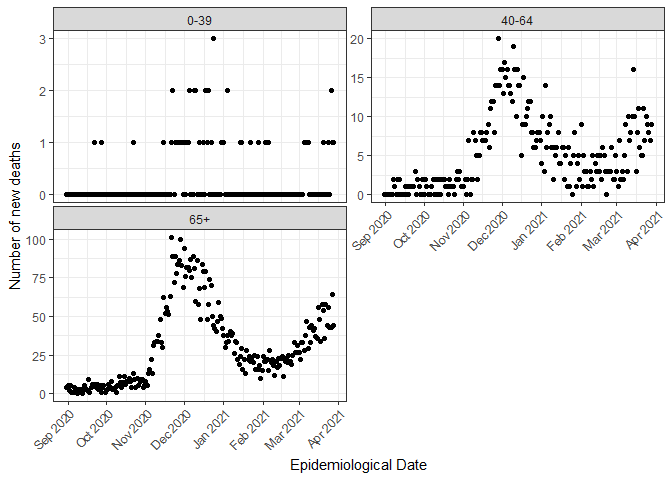 0-39
40-64
3
2
1
0
20
15
10
5
0
Sep 2020
Oct 2020
Nov 2020
Dec 2020
Jan 2021
Feb 2021
Mar 2021
Apr 2021
Number of new deaths
65+
100
75
50
25
0
Sep 2020
Oct 2020
Nov 2020
Dec 2020
Jan 2021
Feb 2021
Mar 2021
Apr 2021
Epidemiological Date